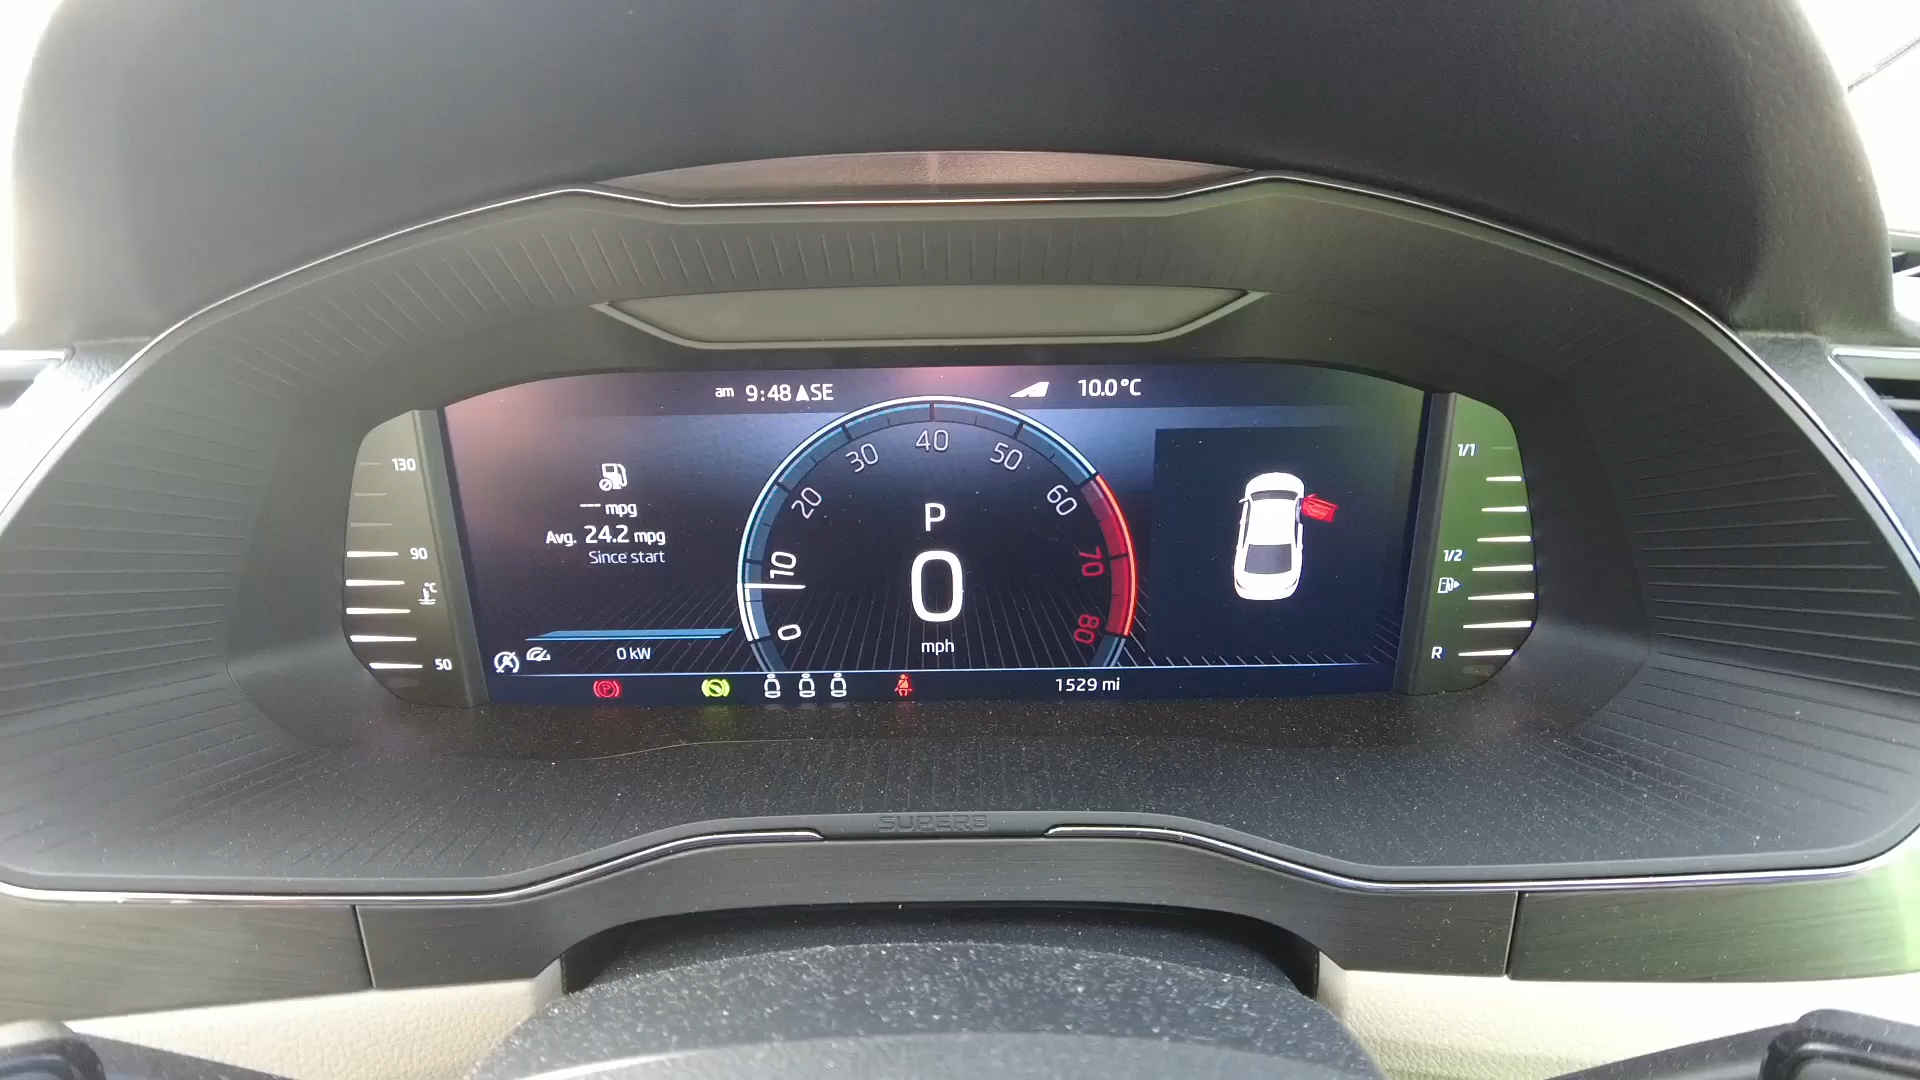 am 9:48 SE
10.0°C
130
90
°C
50
--- mpg
Avg. 24.2 mpg
Since start
0 kW
0
10
20
30
40
50
60
70
80
P
0
mph
1/1
1/2
R
P
1529 mi
SUPERB